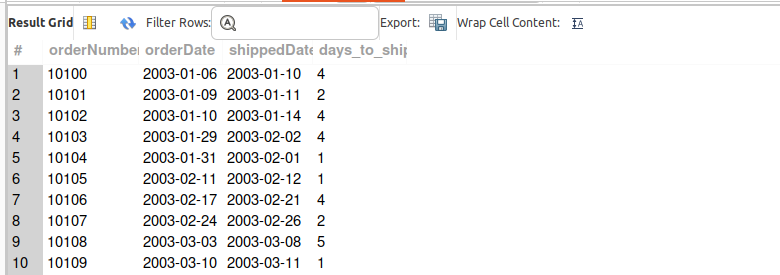 Result Grid Filter Rows: Export: Wrap Cell Content:
# orderNumber orderDate shippedDate days_to_ship
1 10100 2003-01-06 2003-01-10 4
2 10101 2003-01-09 2003-01-11 2
3 10102 2003-01-10 2003-01-14 4
4 10103 2003-01-29 2003-02-02 4
5 10104 2003-01-31 2003-02-01 1
6 10105 2003-02-11 2003-02-12 1
7 10106 2003-02-17 2003-02-21 4
8 10107 2003-02-24 2003-02-26 2
9 10108 2003-03-03 2003-03-08 5
10 10109 2003-03-10 2003-03-11 1